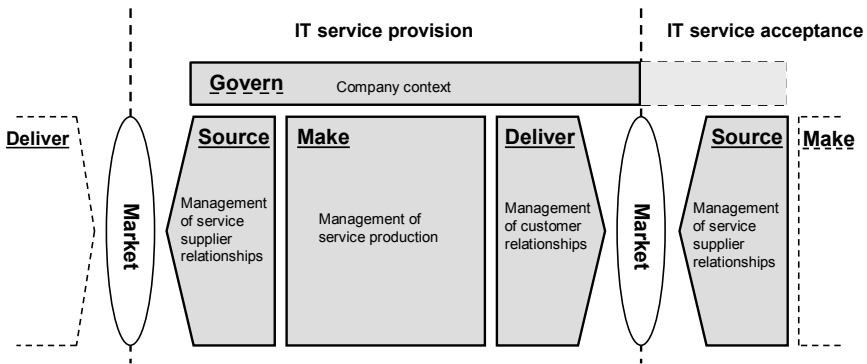 IT service provision
IT service acceptance
Govern Company context
Deliver
Market
Source
Management
of service
supplier
relationships
Make
Management of
service production
Deliver
Management
of customer
relationships
Market
Source
Management
of service
supplier
relationships
Make